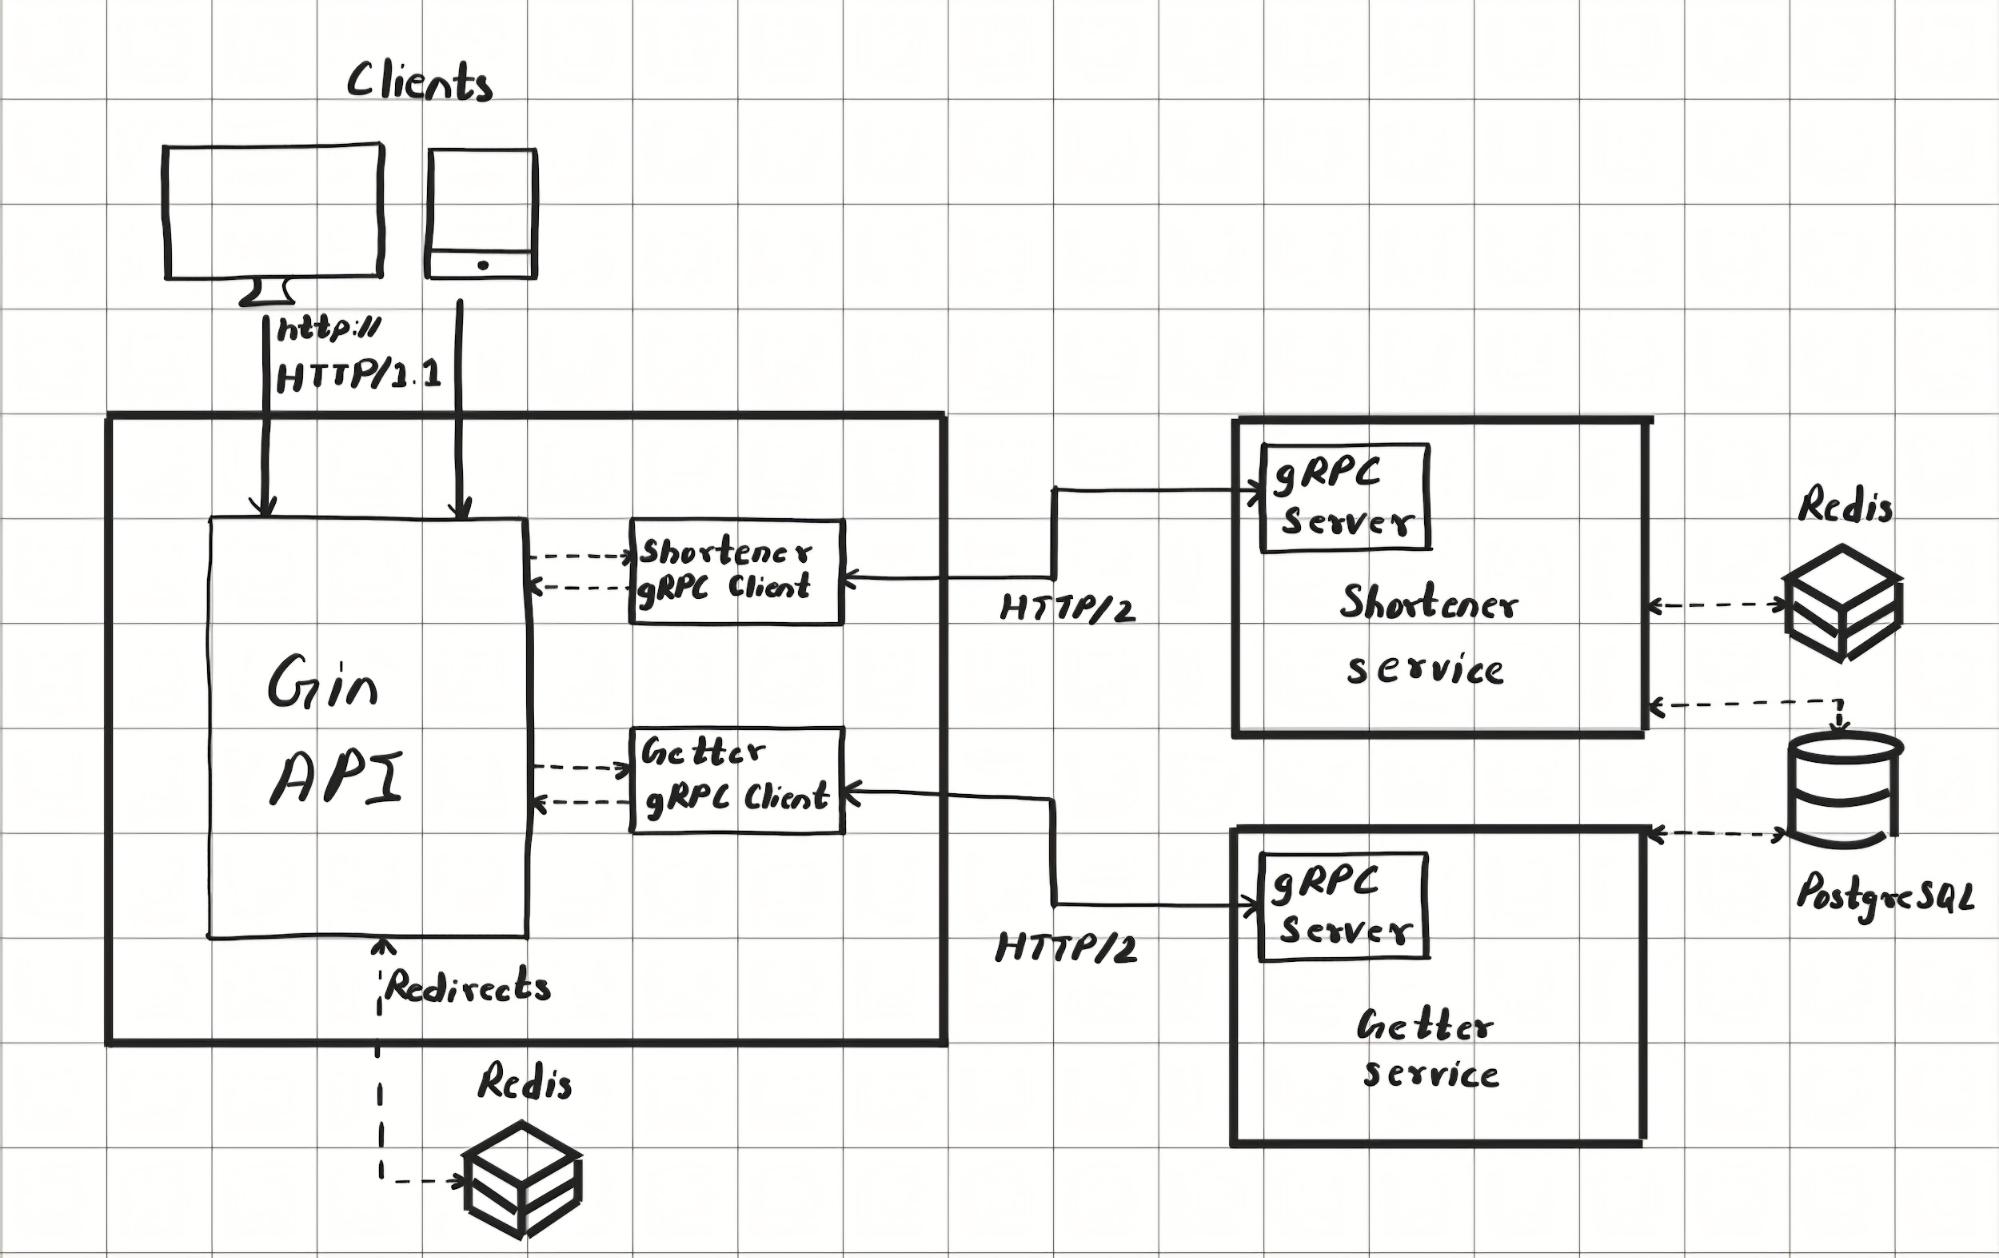 Clients
http://
HTTP/1.1
Shortener
gRPC Client
Gin
API
Getter
gRPC Client
Redirects
Redis
HTTP/2
HTTP/2
gRPC
Server
Shortener
service
gRPC
Server
Getter
service
Redis
PostgreSQL